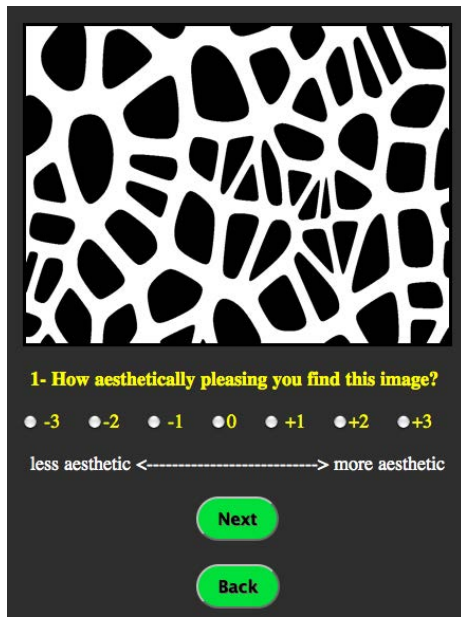 1- How aesthetically pleasing you find this image?
-3 -2 -1 0 +1 +2 +3
less aesthetic <----------------------------> more aesthetic
Next
Back